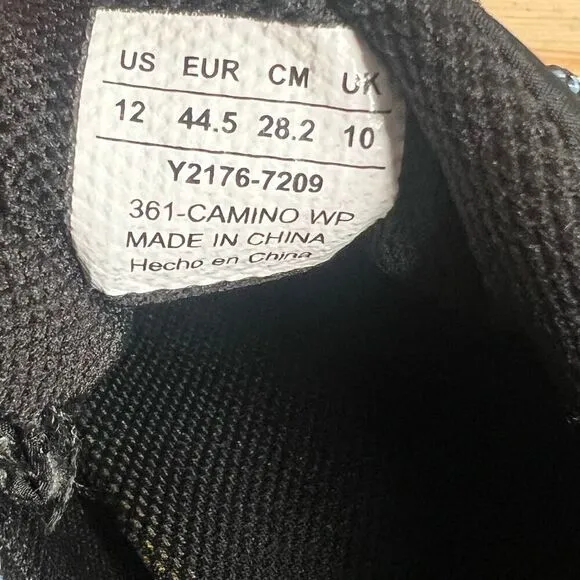 US EUR CM UK
12 44.5 28.2 10
Y2176-7209
361-CAMINO WP
MADE IN CHINA
Hecho en China